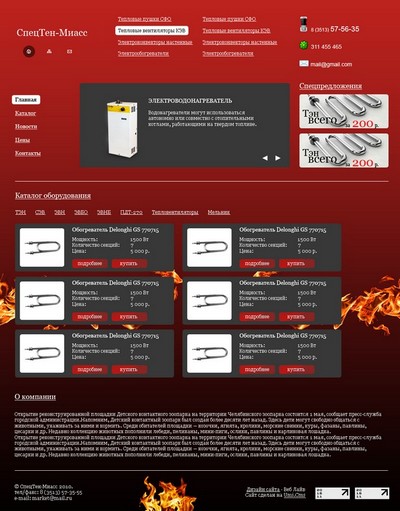 СпецТен-Миасс
Тепловые пушки СФО
Тепловые вентиляторы КЭВ
Электроконвекторы настенные
Электрообогреватели
Тепловые пушки СФО
Тепловые вентиляторы КЭВ
Электроконвекторы настенные
Электрообогреватели
8 (3513) 57-56-35
311 455 465
mail@gmail.com
Главная
Каталог
Новости
Цены
Контакты
ЭЛЕКТРОВОДОНАГРЕВАТЕЛЬ
Водонагреватели могут использоваться
автономно или совместно с отопительными
котлами, работающими на твердом топливе.
Спецпредложения
Тэн
всего за 200р.
Тэн
всего за 200р.
Каталог оборудования
ТЭН СЭВ ЭВН ЭВБО ЭВНЕ ПДТ-270 Тепловентиляторы Мельник
Обогреватель Delonghi GS 770715
Мощность: 1500 Вт
Количество секций: 7
Цена: 5 000 р.
подробнее купить
Обогреватель Delonghi GS 770715
Мощность: 1500 Вт
Количество секций: 7
Цена: 5 000 р.
подробнее купить
Обогреватель Delonghi GS 770715
Мощность: 1500 Вт
Количество секций: 7
Цена: 5 000 р.
подробнее купить
Обогреватель Delonghi GS 770715
Мощность: 1500 Вт
Количество секций: 7
Цена: 5 000 р.
подробнее купить
Обогреватель Delonghi GS 770715
Мощность: 1500 Вт
Количество секций: 7
Цена: 5 000 р.
подробнее купить
Обогреватель Delonghi GS 770715
Мощность: 1500 Вт
Количество секций: 7
Цена: 5 000 р.
подробнее купить
О компании
Открытие реконструированной площадки Детского контактного зоопарка на территории Челябинского зоопарка состоится 1 мая, сообщает пресс-служба
городской администрации.Напомним, Детский контактный зоопарк был создан более десяти лет назад. Здесь дети могут свободно общаться с
животными, ухаживать за ними и кормить. Среди обитателей площадки – козочки, ягнята, кролики, морские свинки, куры, фазаны, павлины,
цесарки и др. Недавно коллекцию пополнили лебеди, пеликаны, мини-пиги, ослики, павлины и карликовая лошадка.
Открытие реконструированной площадки Детского контактного зоопарка на территории Челябинского зоопарка состоится 1 мая, сообщает пресс-служба
городской администрации.Напомним, Детский контактный зоопарк был создан более десяти лет назад. Здесь дети могут свободно общаться с
животными, ухаживать за ними и кормить. Среди обитателей площадки – козочки, ягнята, кролики, морские свинки, куры, фазаны, павлины,
цесарки и др. Недавно коллекцию пополнили лебеди, пеликаны, мини-пиги, ослики, павлины и карликовая лошадка.
© СпецТен Миасс 2010.
тел/факс: 8 (3513) 57-35-55
e-mail: market@mail.ru
Дизайн сайта - Веб Лайв
Сайт сделан на Umi.Cms